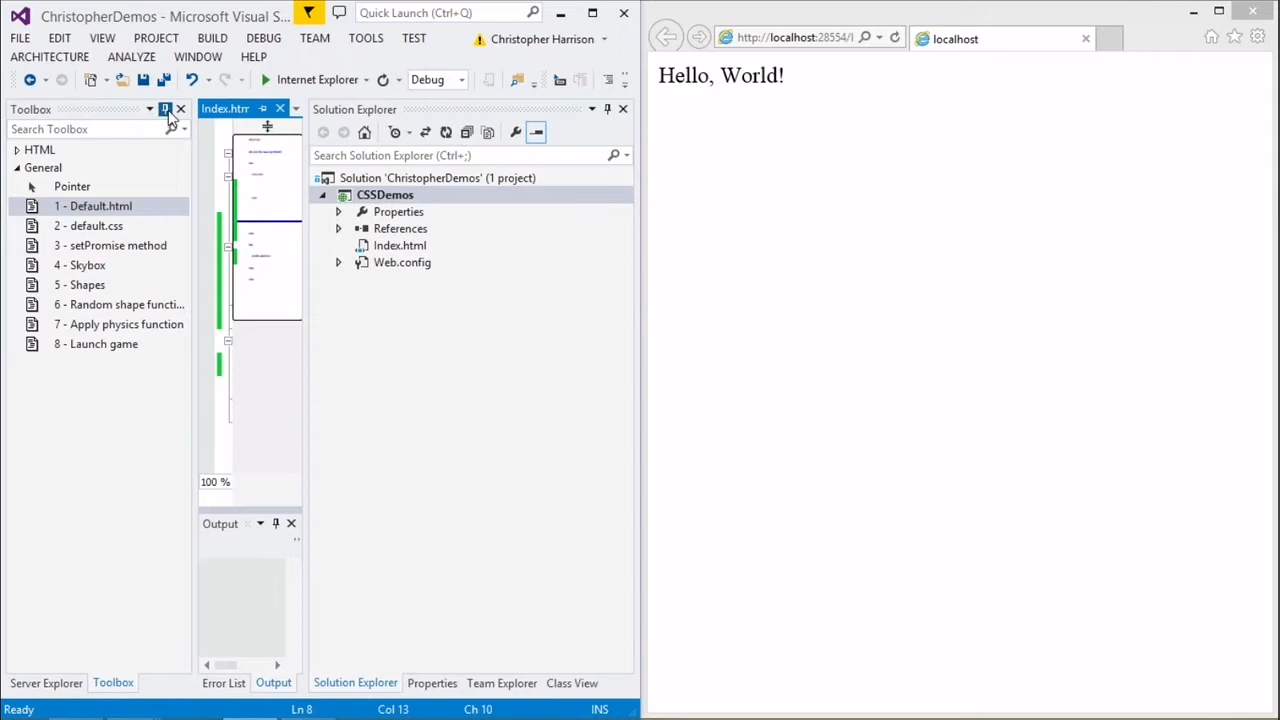 ChristopherDemos - Microsoft Visual S...
Quick Launch (Ctrl+Q)
FILE EDIT VIEW PROJECT BUILD DEBUG TEAM TOOLS TEST
Christopher Harrison
ARCHITECTURE ANALYZE WINDOW HELP
Internet Explorer
Debug
Toolbox
Search Toolbox
HTML
General
Pointer
1 - Default.html
2 - default.css
3 - setPromise method
4 - Skybox
5 - Shapes
6 - Random shape functi...
7 - Apply physics function
8 - Launch game
Server Explorer Toolbox
Index.htm
100 %
Output
Error List Output
Solution Explorer
Search Solution Explorer (Ctrl+;)
Solution 'ChristopherDemos' (1 project)
CSSDemos
Properties
References
Index.html
Web.config
Solution Explorer Properties Team Explorer Class View
Ready Ln 8 Col 13 Ch 10 INS
http://localhost:28554/I
localhost
Hello, World!